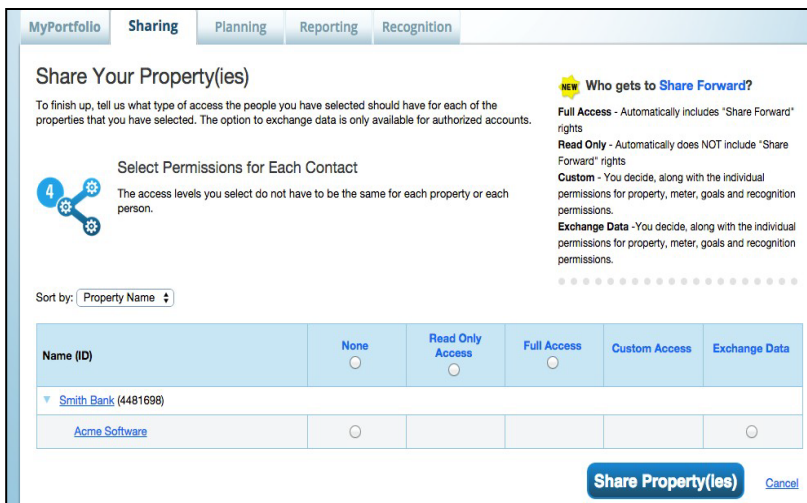 MyPortfolio
Sharing
Planning
Reporting
Recognition
Share Your Property(ies)
To finish up, tell us what type of access the people you have selected should have for each of the
properties that you have selected. The option to exchange data is only available for authorized accounts.
4
Select Permissions for Each Contact
The access levels you select do not have to be the same for each property or each
person.
NEW Who gets to Share Forward?
Full Access - Automatically includes "Share Forward"
rights
Read Only - Automatically does NOT include "Share
Forward" rights
Custom - You decide, along with the individual
permissions for property, meter, goals and recognition
permissions.
Exchange Data -You decide, along with the individual
permissions for property, meter, goals and recognition
permissions.
Sort by: Property Name
Name (ID)
None
Read Only
Access
Full Access
Custom Access
Exchange Data
Smith Bank (4481698)
Acme Software
Share Property(ies)
Cancel